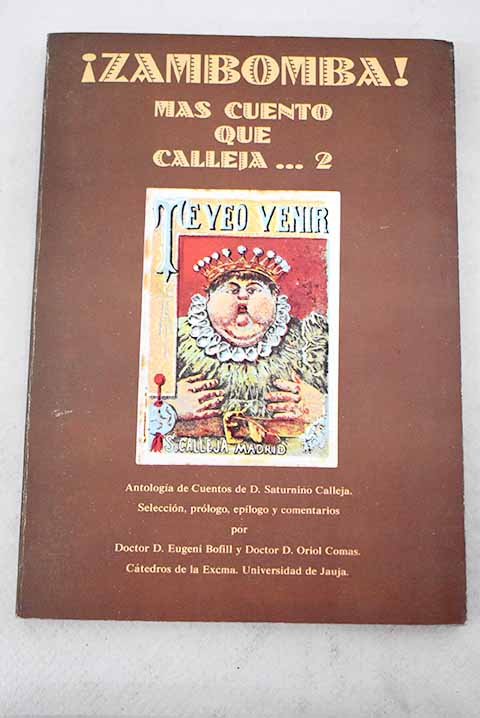 ¡ZAMBOMBA!
MAS CUENTO
QUE
CALLEJA ... 2
TE VEO VENIR
S. CALLEJA MADRID
Antología de Cuentos de D. Saturnino Calleja.
Selección, prólogo, epílogo y comentarios
por
Doctor D. Eugeni Bofill y Doctor D. Oriol Comas.
Cátedros de la Excma. Universidad de Jauja.